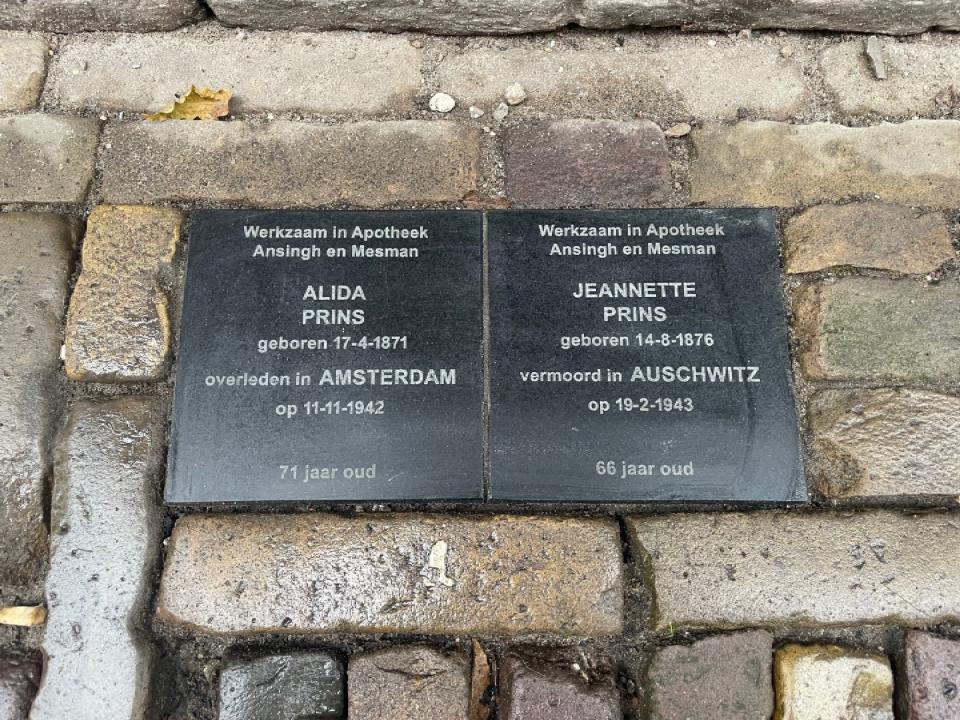 Werkzaam in Apotheek
Ansingh en Mesman
ALIDA
PRINS
geboren 17-4-1871
overleden in AMSTERDAM
op 11-11-1942
71 jaar oud
Werkzaam in Apotheek
Ansingh en Mesman
JEANNETTE
PRINS
geboren 14-8-1876
vermoord in AUSCHWITZ
op 19-2-1943
66 jaar oud